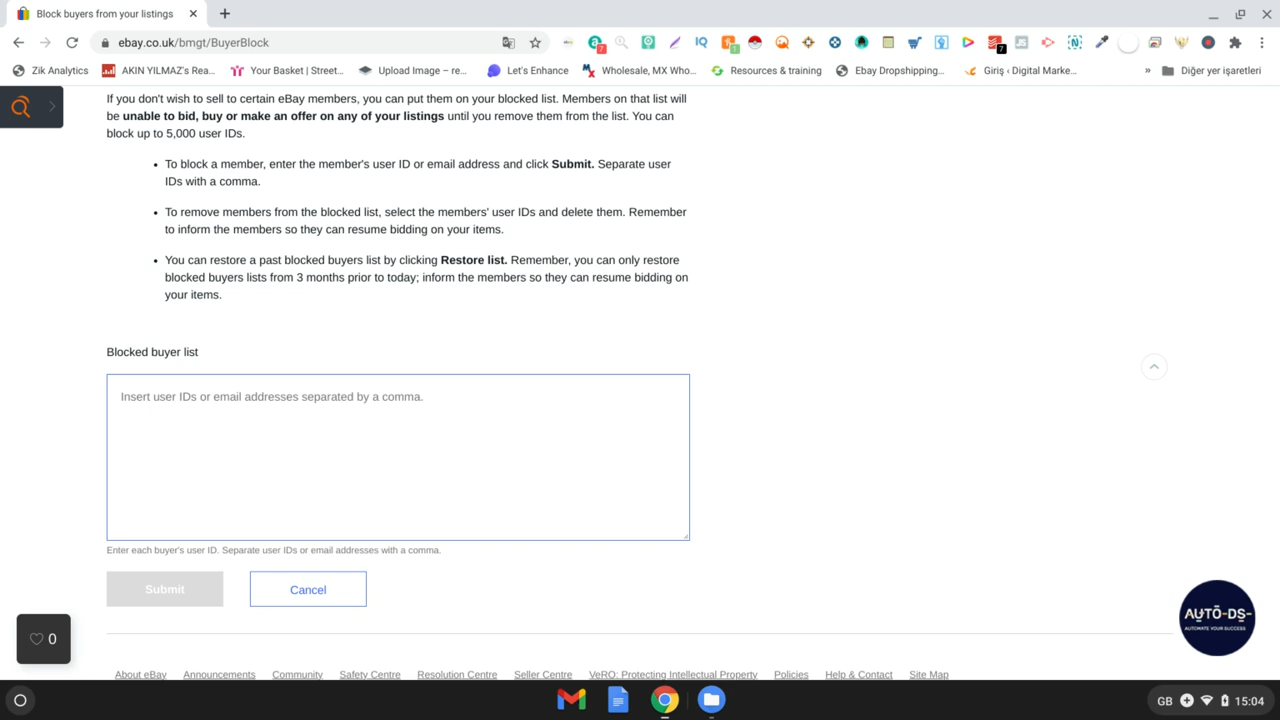 Block buyers from your listings
ebay.co.uk/bmgt/BuyerBlock
7
IQ
1
7
Zik Analytics
AKIN YILMAZ's Rea...
Your Basket | Street...
Upload Image – re...
Let's Enhance
Wholesale, MX Who...
Resources & training
Ebay Dropshipping...
Giriş ‹ Digital Marke...
»
Diğer yer işaretleri
If you don't wish to sell to certain eBay members, you can put them on your blocked list. Members on that list will
be unable to bid, buy or make an offer on any of your listings until you remove them from the list. You can
block up to 5,000 user IDs.
• To block a member, enter the member's user ID or email address and click Submit. Separate user
IDs with a comma.
• To remove members from the blocked list, select the members' user IDs and delete them. Remember
to inform the members so they can resume bidding on your items.
• You can restore a past blocked buyers list by clicking Restore list. Remember, you can only restore
blocked buyers lists from 3 months prior to today; inform the members so they can resume bidding on
your items.
Blocked buyer list
Insert user IDs or email addresses separated by a comma.
Enter each buyer's user ID. Separate user IDs or email addresses with a comma.
Submit
Cancel
0
AUTO-DS-
AUTOMATE YOUR SUCCESS
About eBay
Announcements
Community
Safety Centre
Resolution Centre
Seller Centre
VeRO: Protecting Intellectual Property
Policies
Help & Contact
Site Map
GB
15:04